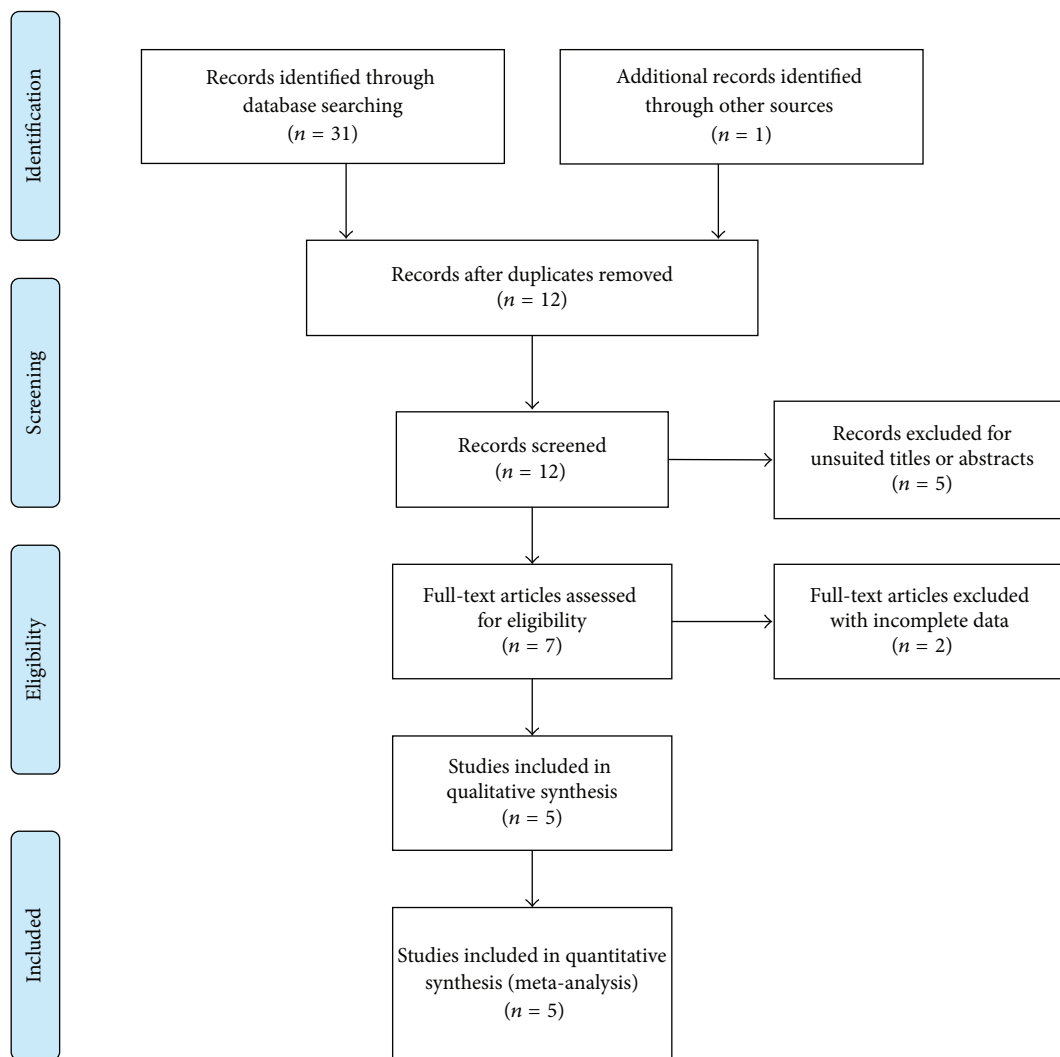 Identification
Records identified through
database searching
(n = 31)
Additional records identified
through other sources
(n = 1)
Records after duplicates removed
(n = 12)
Screening
Records screened
(n = 12)
Records excluded for
unsuited titles or abstracts
(n = 5)
Eligibility
Full-text articles assessed
for eligibility
(n = 7)
Full-text articles excluded
with incomplete data
(n = 2)
Studies included in
qualitative synthesis
(n = 5)
Included
Studies included in quantitative
synthesis (meta-analysis)
(n = 5)